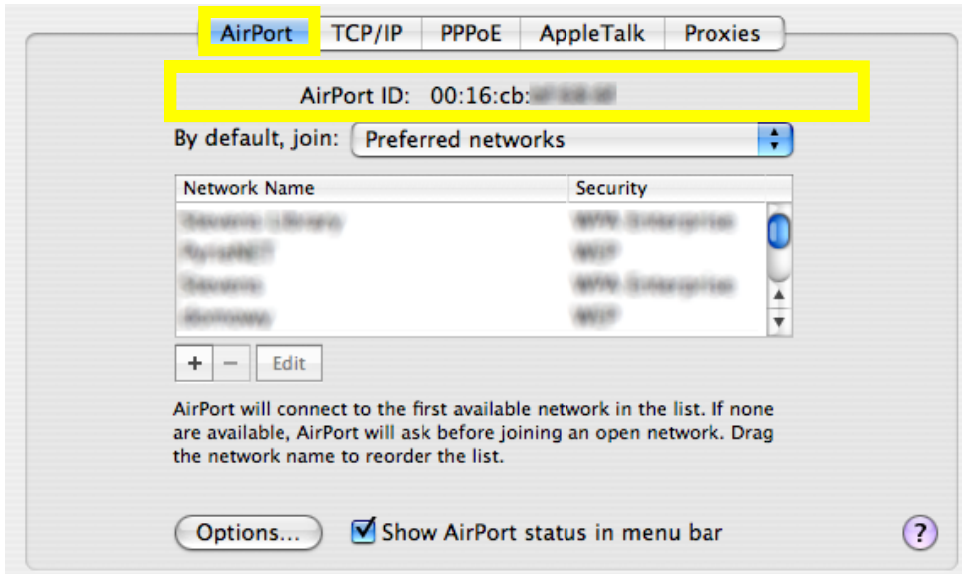 AirPort TCP/IP PPPoE AppleTalk Proxies
AirPort ID: 00:16:cb:
By default, join: Preferred networks
Network Name Security
+ − Edit
AirPort will connect to the first available network in the list. If none
are available, AirPort will ask before joining an open network. Drag
the network name to reorder the list.
Options... Show AirPort status in menu bar ?